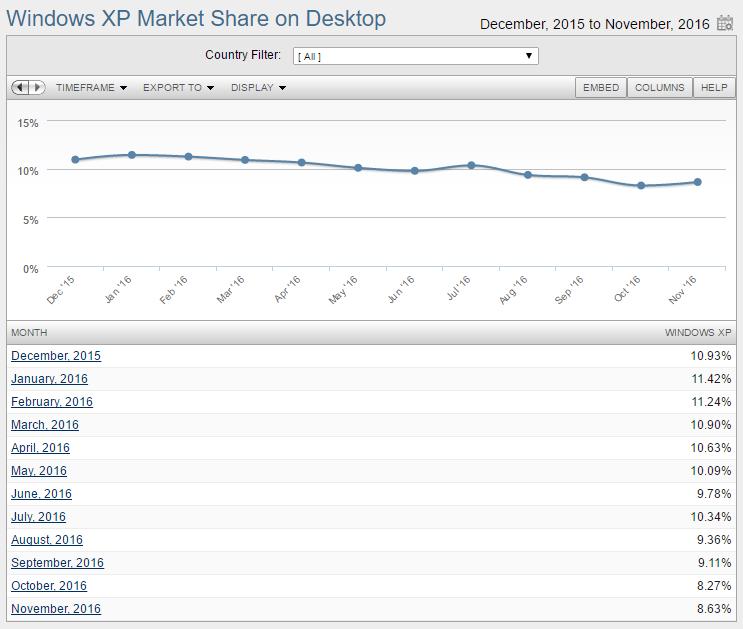 Windows XP Market Share on Desktop
December, 2015 to November, 2016
Country Filter: [ All ]
TIMEFRAME EXPORT TO DISPLAY EMBED COLUMNS HELP
15%
10%
5%
0%
Dec '15 Jan '16 Feb '16 Mar '16 Apr '16 May '16 Jun '16 Jul '16 Aug '16 Sep '16 Oct '16 Nov '16
MONTH WINDOWS XP
December, 2015 10.93%
January, 2016 11.42%
February, 2016 11.24%
March, 2016 10.90%
April, 2016 10.63%
May, 2016 10.09%
June, 2016 9.78%
July, 2016 10.34%
August, 2016 9.36%
September, 2016 9.11%
October, 2016 8.27%
November, 2016 8.63%